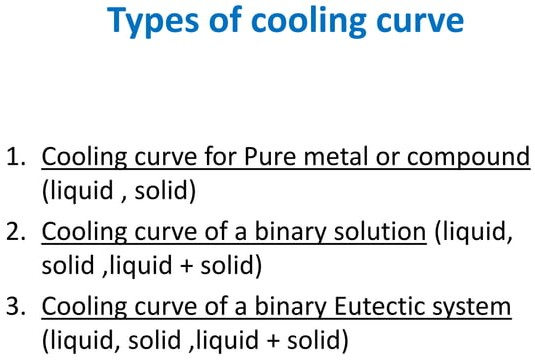 Types of cooling curve
1. Cooling curve for Pure metal or compound
(liquid , solid)
2. Cooling curve of a binary solution (liquid,
solid ,liquid + solid)
3. Cooling curve of a binary Eutectic system
(liquid, solid ,liquid + solid)